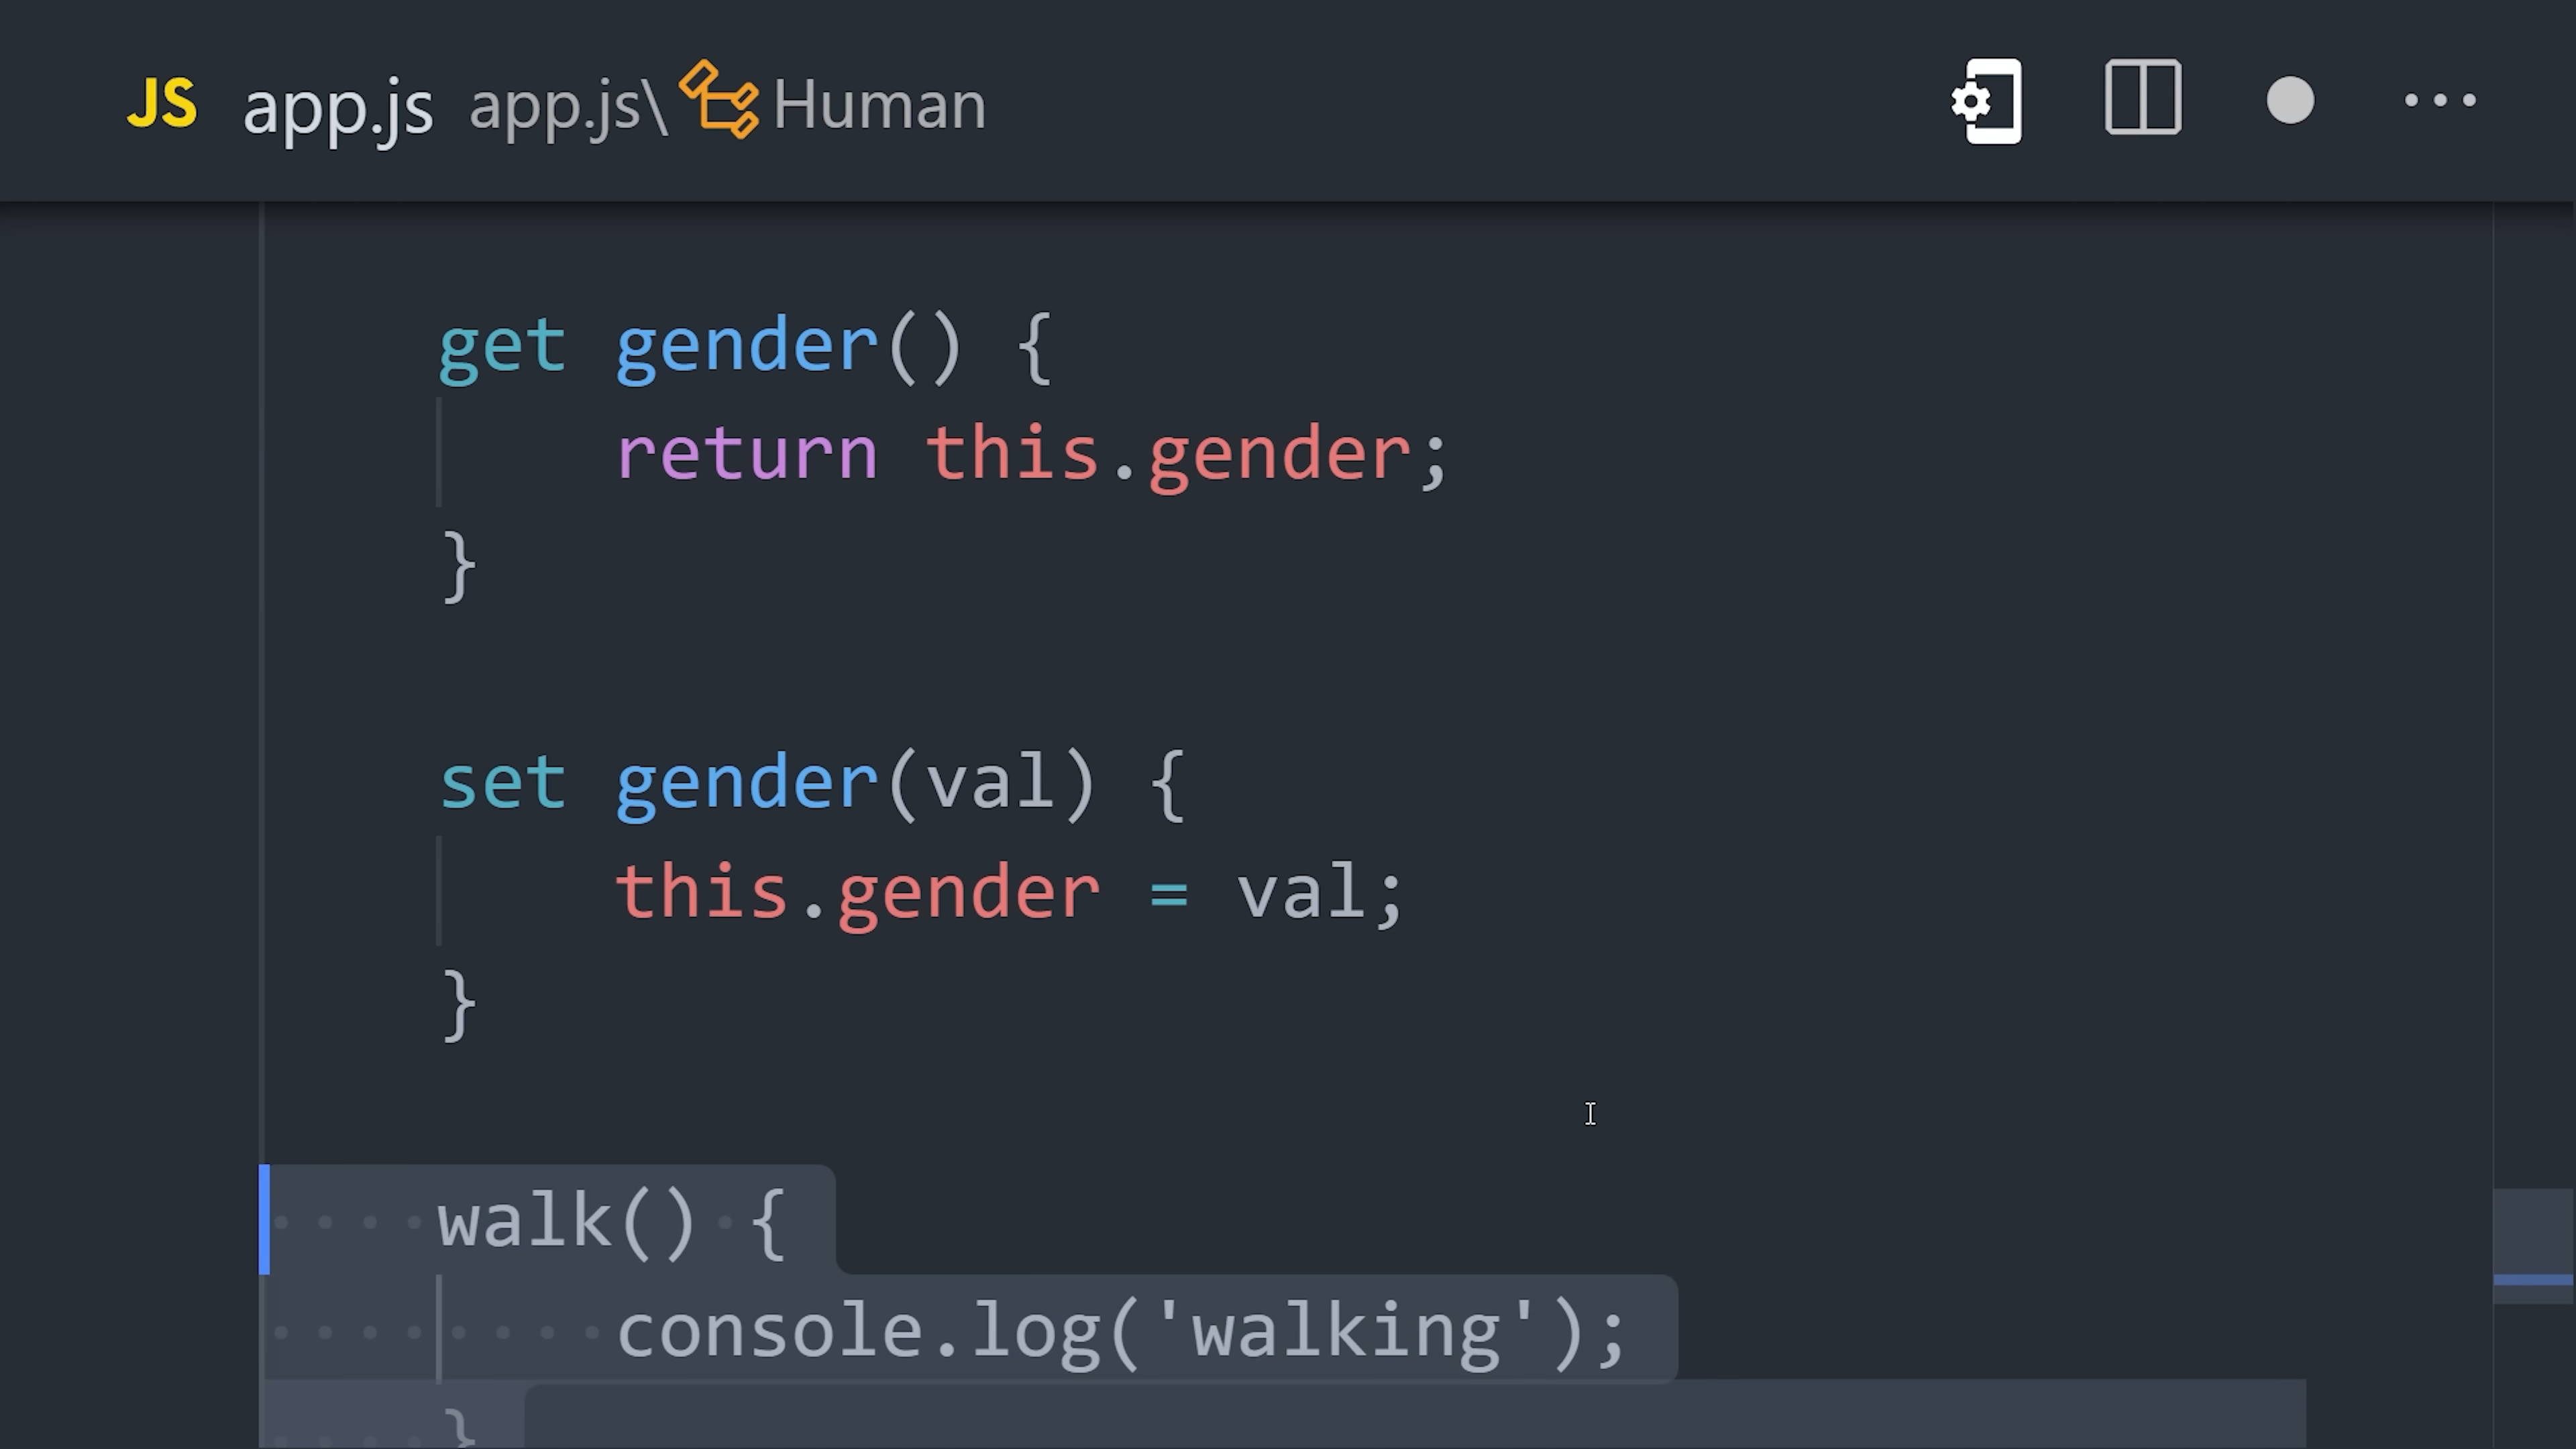 JS app.js app.js\ Human
get gender() {
return this.gender;
}
set gender(val) {
this.gender = val;
}
walk() {
console.log('walking');
}